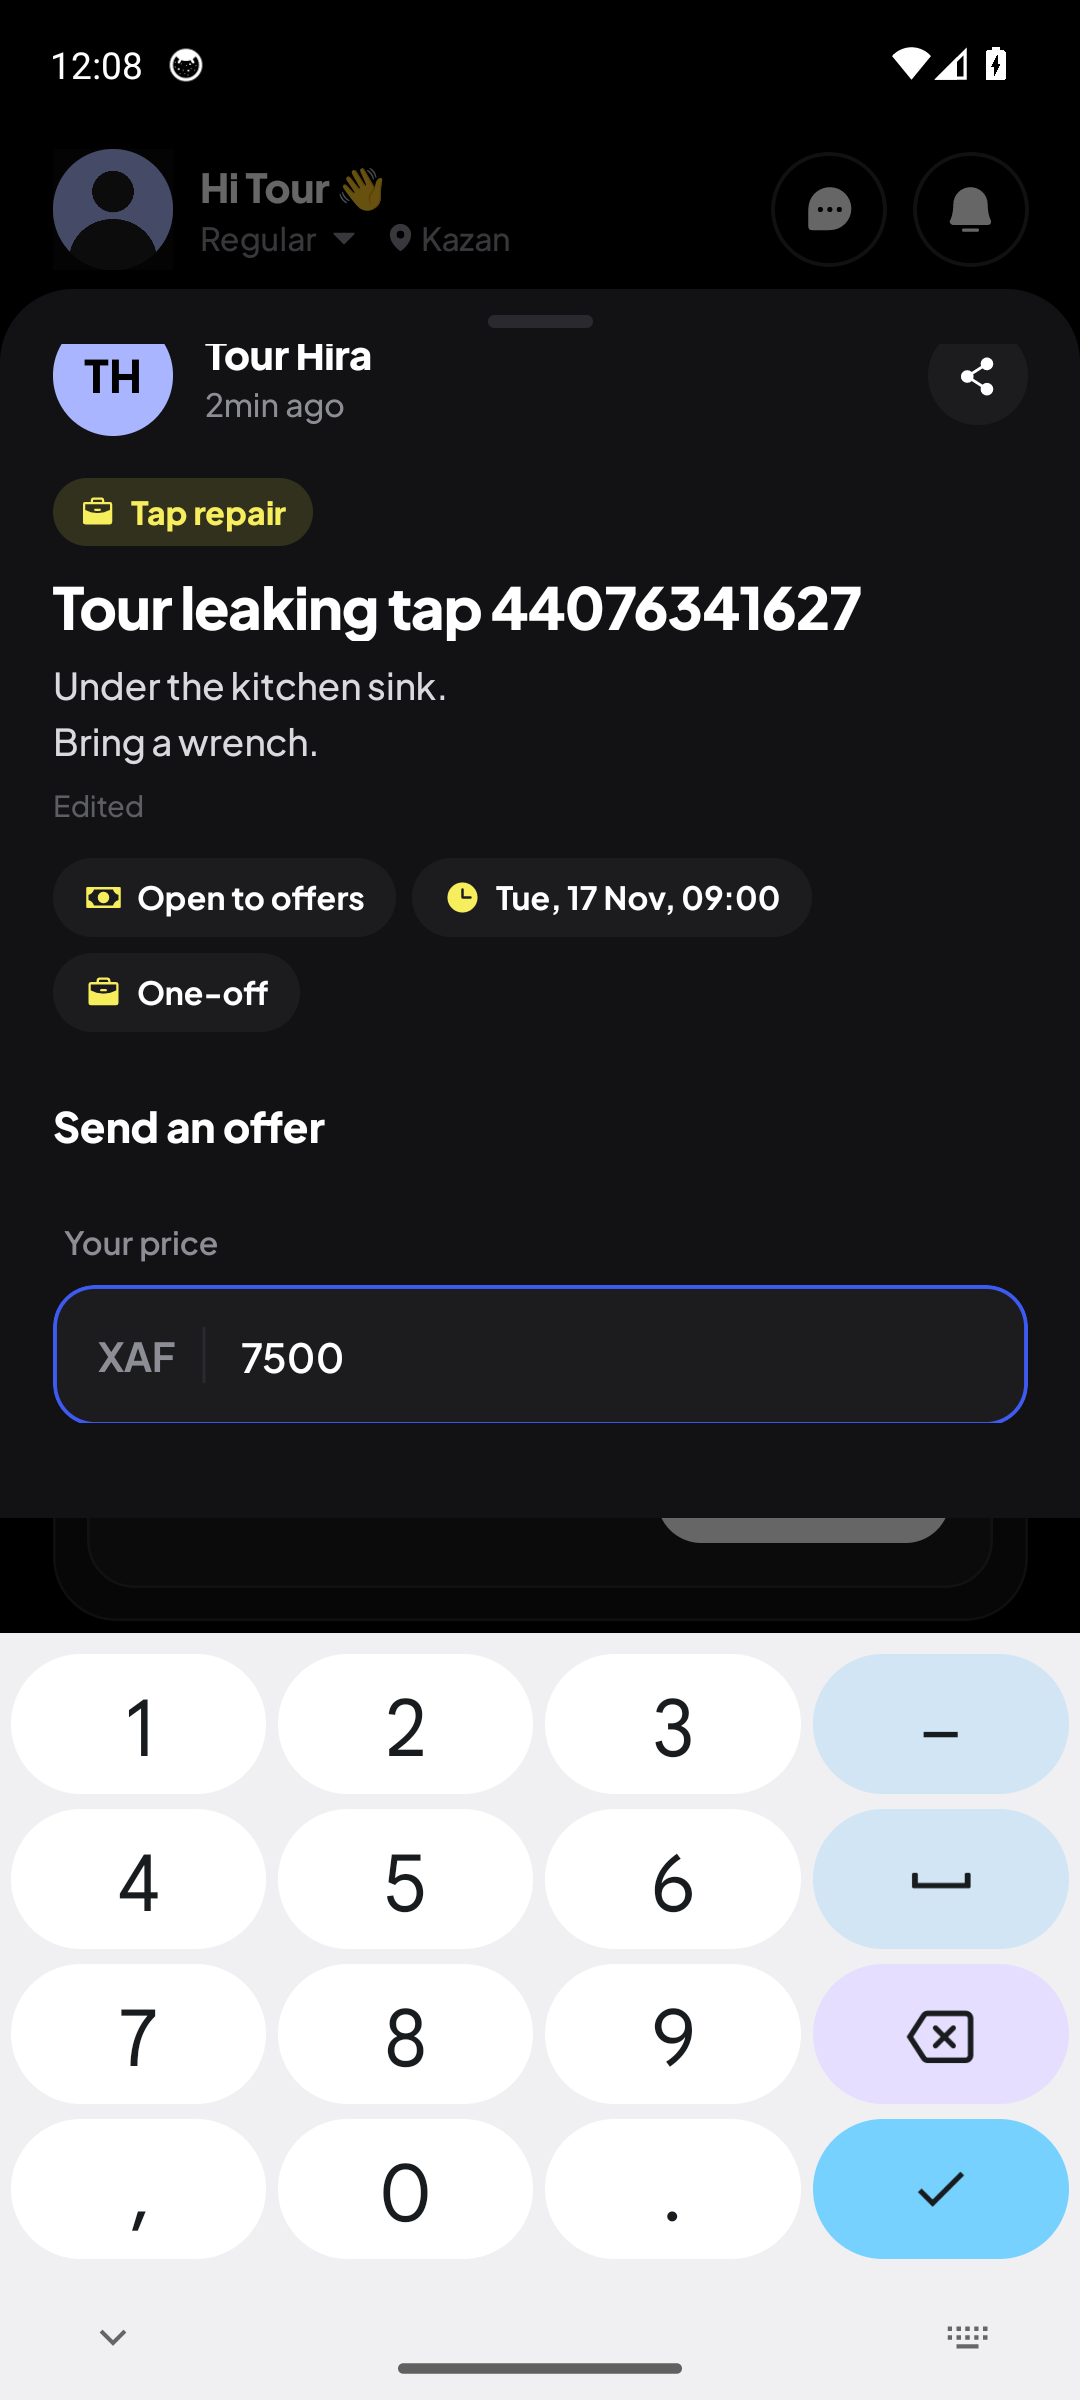 12:08
Hi Tour 👋
Regular
Kazan
TH
Tour Hira
2min ago
Tap repair
Tour leaking tap 44076341627
Under the kitchen sink.
Bring a wrench.
Edited
Open to offers
Tue, 17 Nov, 09:00
One-off
Send an offer
Your price
XAF
7500
1 2 3 –
4 5 6
7 8 9
, 0 .